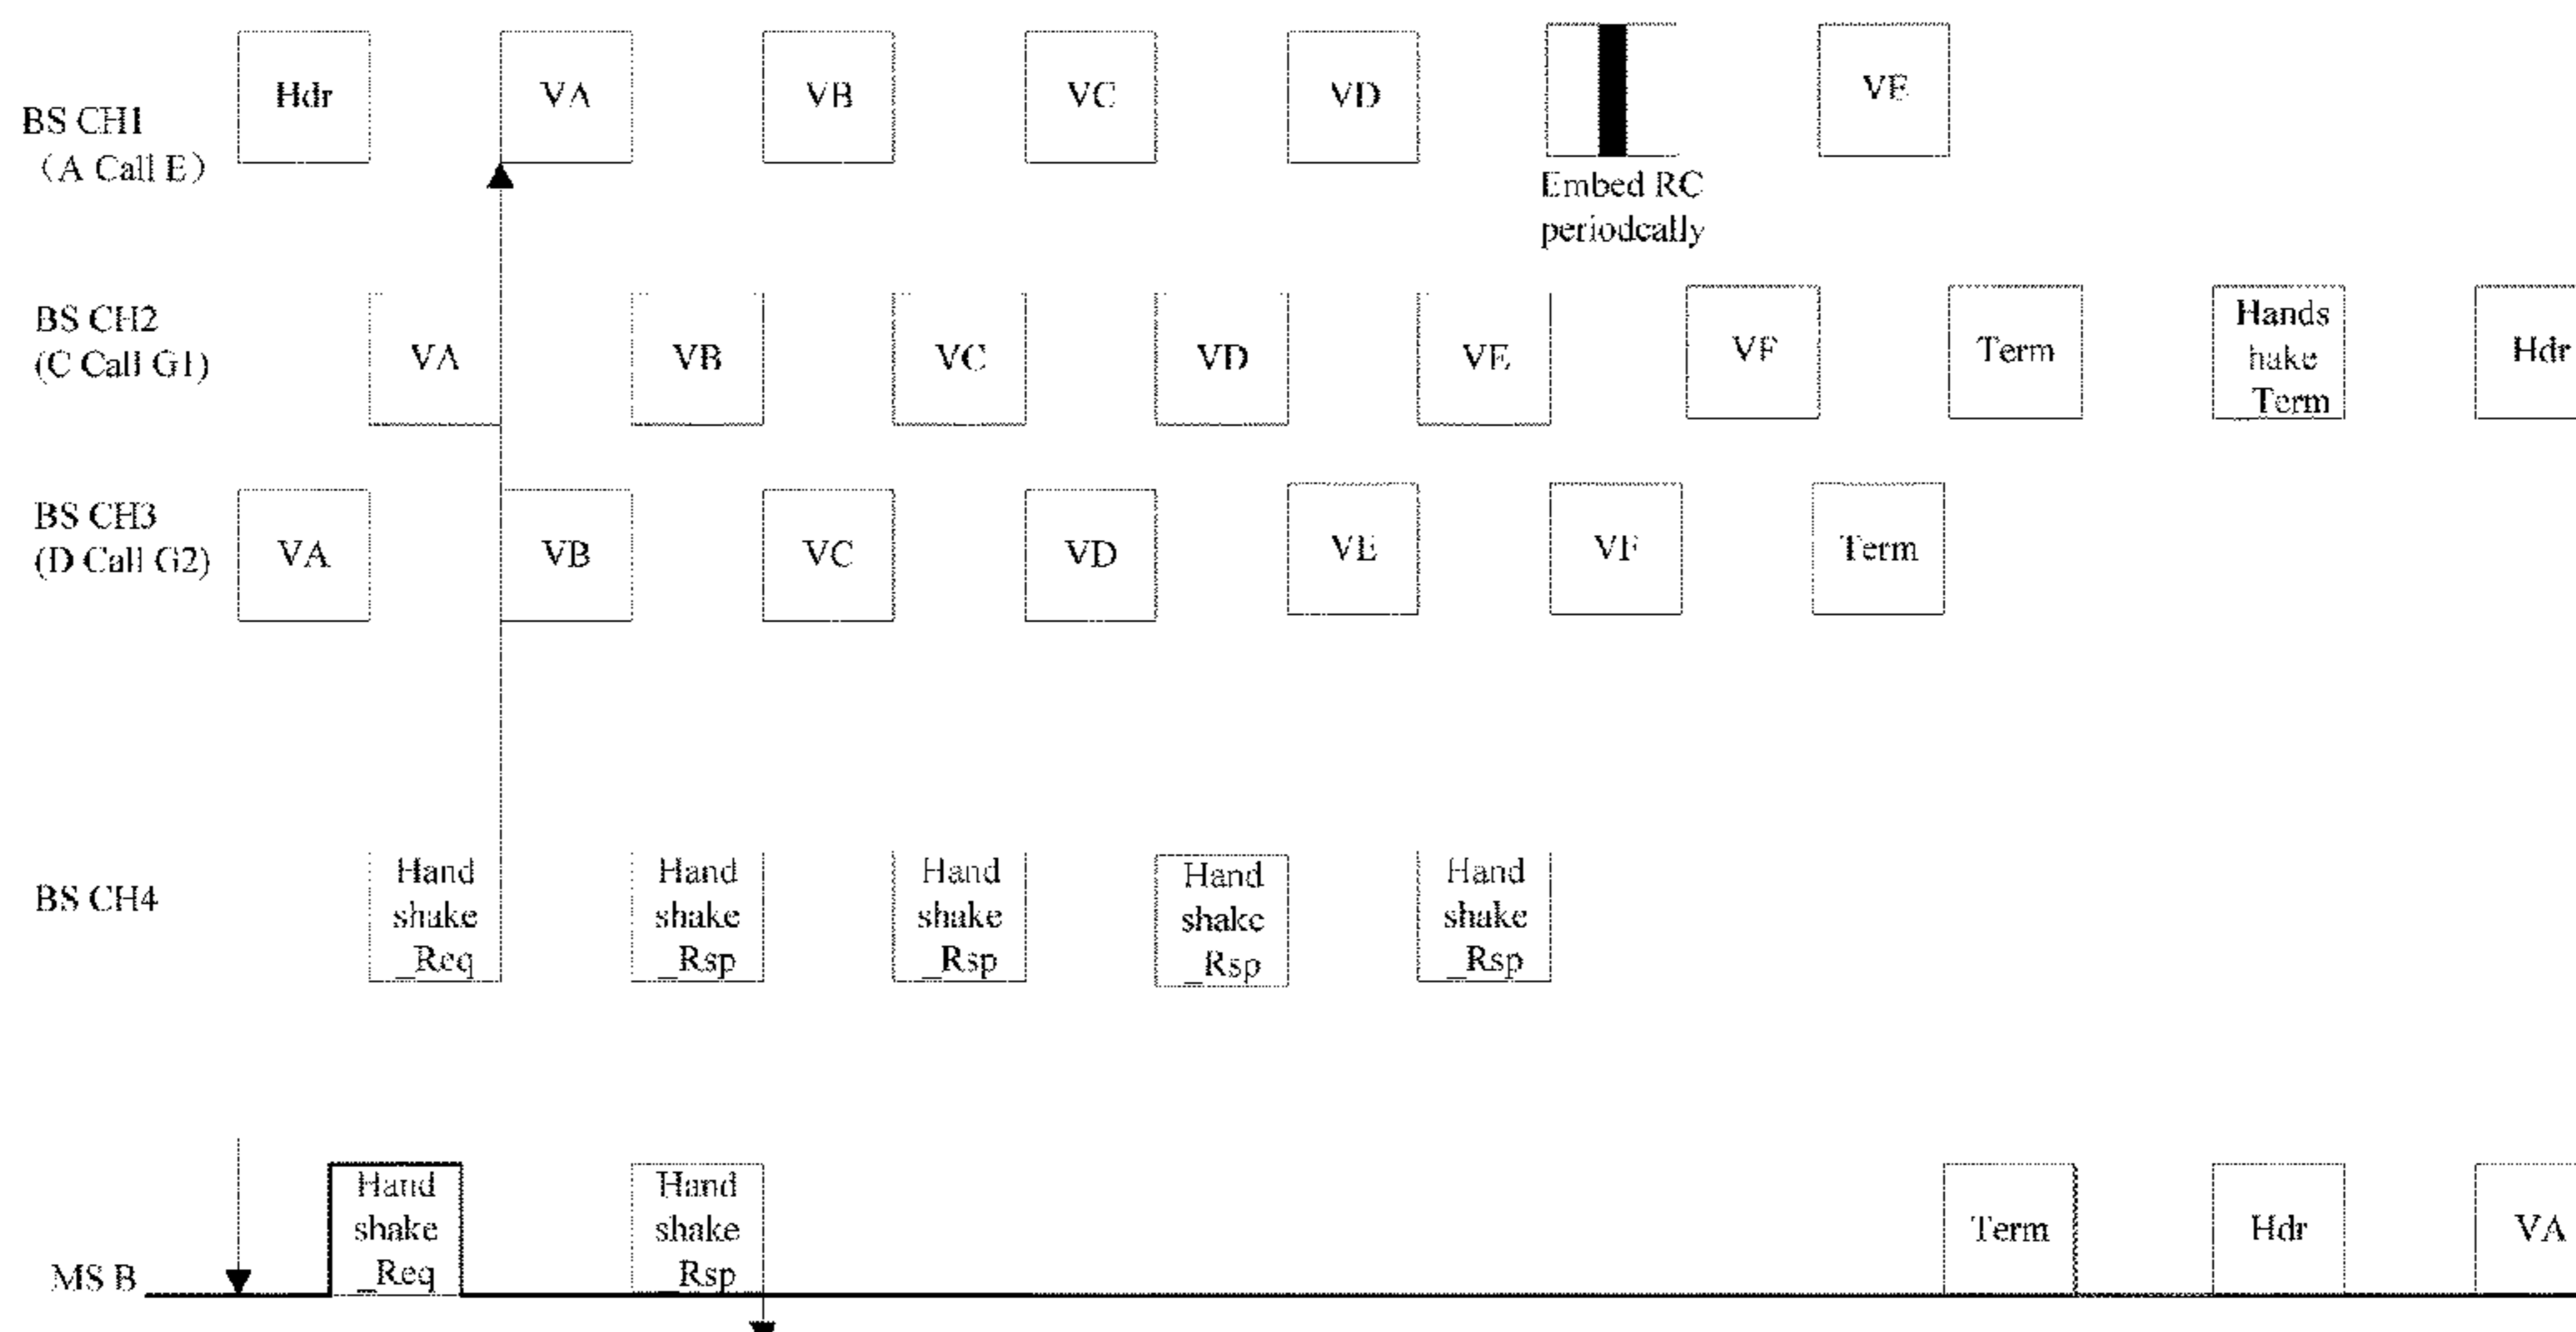 Hdr VA VB VC VD VE
BS CH1
（A Call E）
Embed RC
periodcally
BS CH2
(C Call G1)
VA VB VC VD VE VF Term
Hands
hake
_Term
Hdr
BS CH3
(D Call G2)
VA VB VC VD VE VF Term
BS CH4
Hand
shake
_Req
Hand
shake
_Rsp
Hand
shake
_Rsp
Hand
shake
_Rsp
Hand
shake
_Rsp
MS B
Hand
shake
_Req
Hand
shake
_Rsp
Term
Hdr
VA